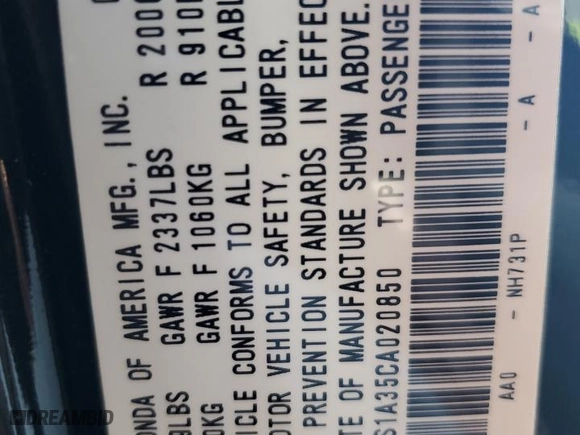 ONDA OF AMERICA MFG., INC.
LBS GAWR F 2337LBS R 200
0KG GAWR F 1060KG R 910
ICLE CONFORMS TO ALL APPLICABL
OTOR VEHICLE SAFETY, BUMPER,
PREVENTION STANDARDS IN EFFEC
TE OF MANUFACTURE SHOWN ABOVE.
S1A35CA020850 TYPE: PASSENGE
AA0 - NH731P - A - A
DREAMBID